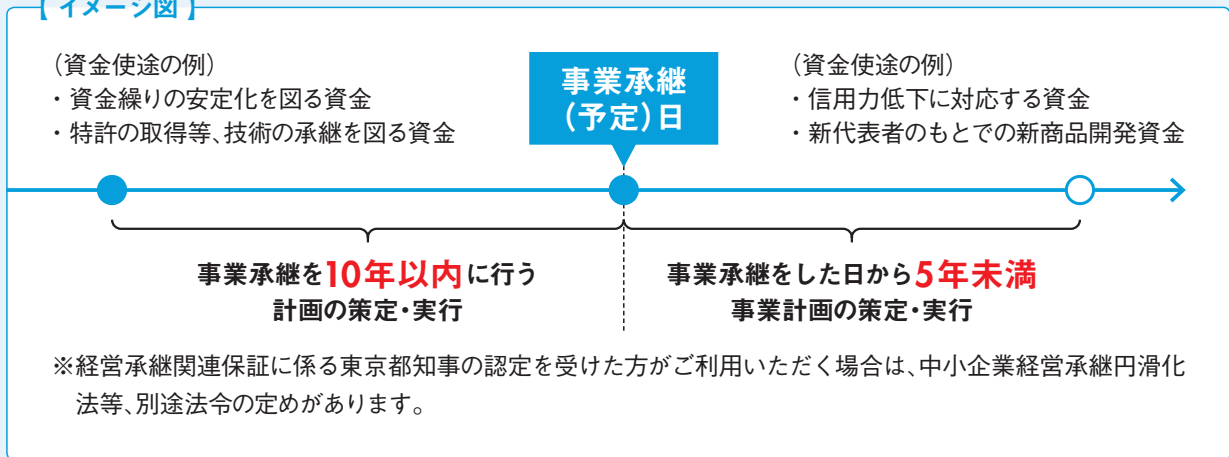 【 イメージ図 】
(資金使途の例)
・資金繰りの安定化を図る資金
・特許の取得等、技術の承継を図る資金
事業承継
(予定)日
(資金使途の例)
・信用力低下に対応する資金
・新代表者のもとでの新商品開発資金
事業承継を10年以内に行う
計画の策定・実行
事業承継をした日から5年未満
事業計画の策定・実行
※経営承継関連保証に係る東京都知事の認定を受けた方がご利用いただく場合は、中小企業経営承継円滑化
法等、別途法令の定めがあります。